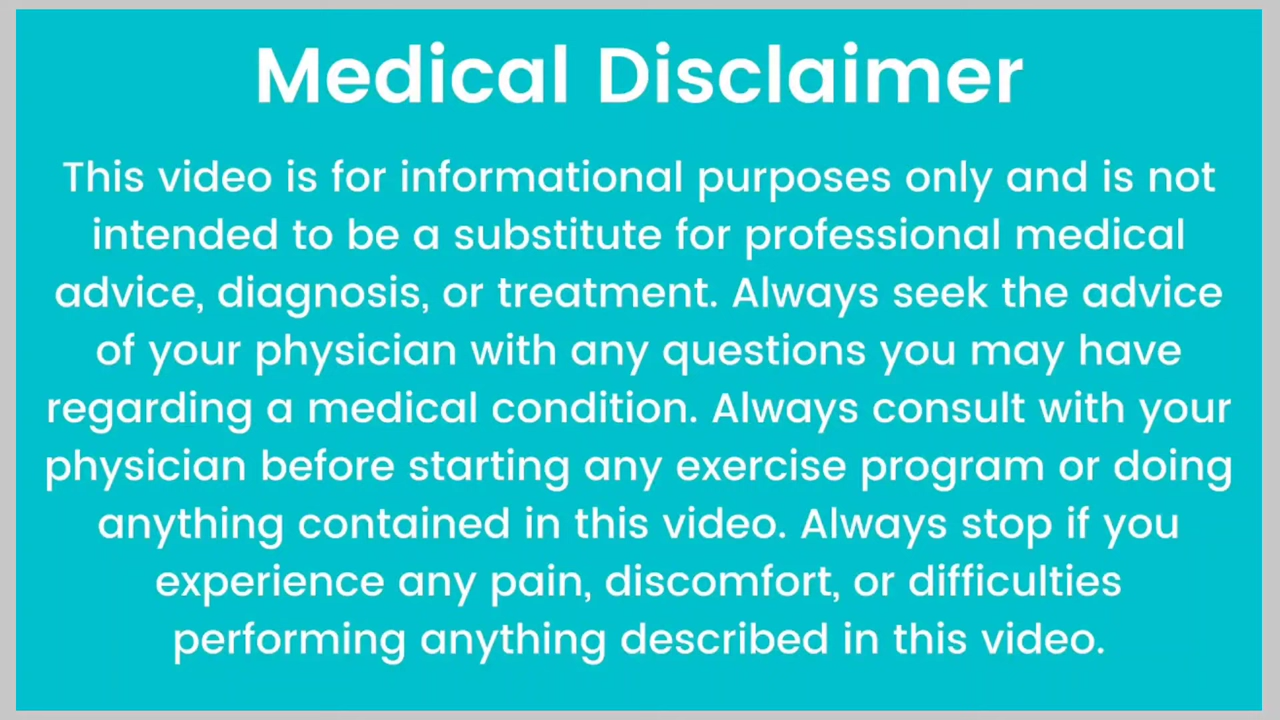 Medical Disclaimer
This video is for informational purposes only and is not
intended to be a substitute for professional medical
advice, diagnosis, or treatment. Always seek the advice
of your physician with any questions you may have
regarding a medical condition. Always consult with your
physician before starting any exercise program or doing
anything contained in this video. Always stop if you
experience any pain, discomfort, or difficulties
performing anything described in this video.